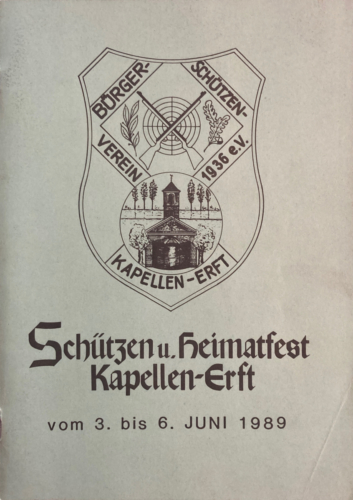 BÜRGER-
SCHÜTZEN-
VEREIN
1936 e.V.
KAPELLEN-ERFT
Schützen u. Heimatfest
Kapellen-Erft
vom 3. bis 6. JUNI 1989